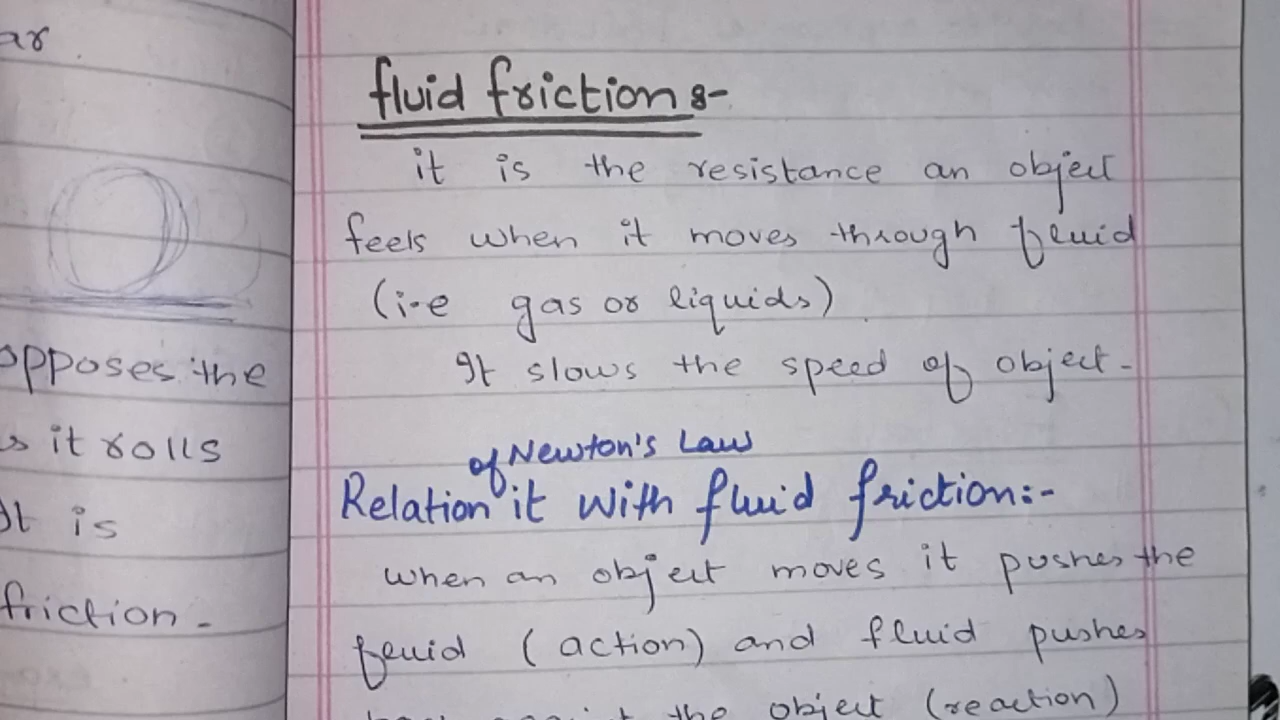 ar
opposes the
it rolls
It is
friction.
fluid friction :-
it is the resistance an object
feels when it moves through fluid
(i.e gas or liquids)
It slows the speed of object.
of Newton's Law
Relation it with fluid friction:-
when an object moves it pushes the
fluid (action) and fluid pushes
the object (reaction)